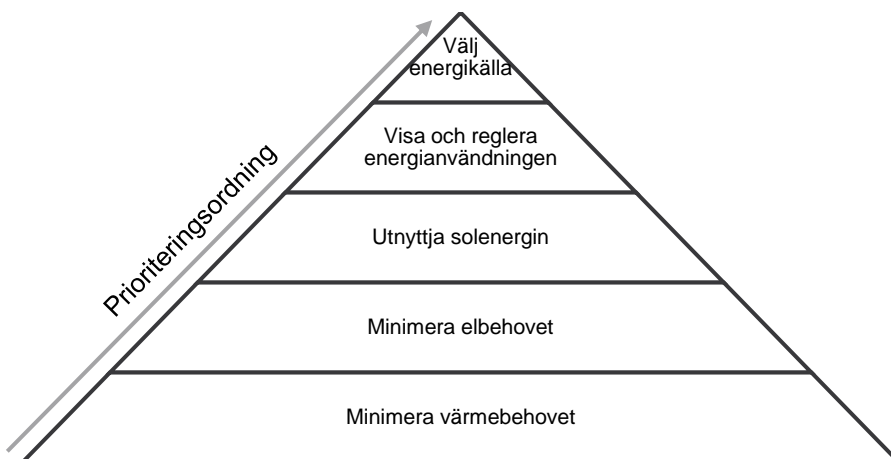 Välj
energikälla
Visa och reglera
energianvändningen
Utnyttja solenergin
Minimera elbehovet
Minimera värmebehovet
Prioriteringsordning